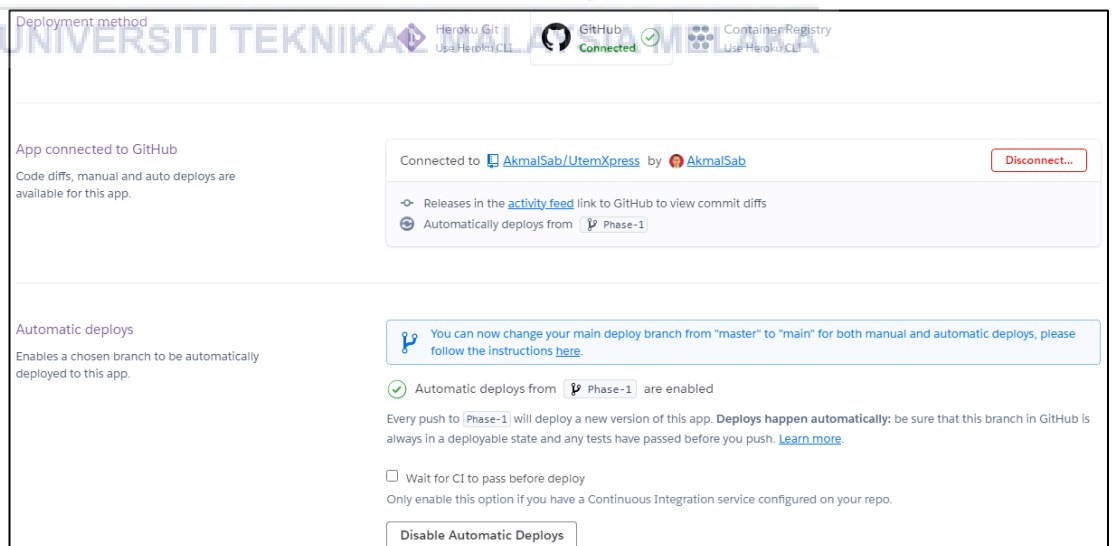 Deployment method
UNIVERSITI TEKNIKAL MALAYSIA MELAKA
Heroku Git
Use Heroku CLI
GitHub
Connected
Container Registry
Use Heroku CLI
App connected to GitHub
Code diffs, manual and auto deploys are
available for this app.
Connected to AkmalSab/UtemXpress by AkmalSab
Disconnect...
Releases in the activity feed link to GitHub to view commit diffs
Automatically deploys from Phase-1
Automatic deploys
Enables a chosen branch to be automatically
deployed to this app.
You can now change your main deploy branch from "master" to "main" for both manual and automatic deploys, please
follow the instructions here.
Automatic deploys from Phase-1 are enabled
Every push to Phase-1 will deploy a new version of this app. Deploys happen automatically: be sure that this branch in GitHub is
always in a deployable state and any tests have passed before you push. Learn more.
Wait for CI to pass before deploy
Only enable this option if you have a Continuous Integration service configured on your repo.
Disable Automatic Deploys